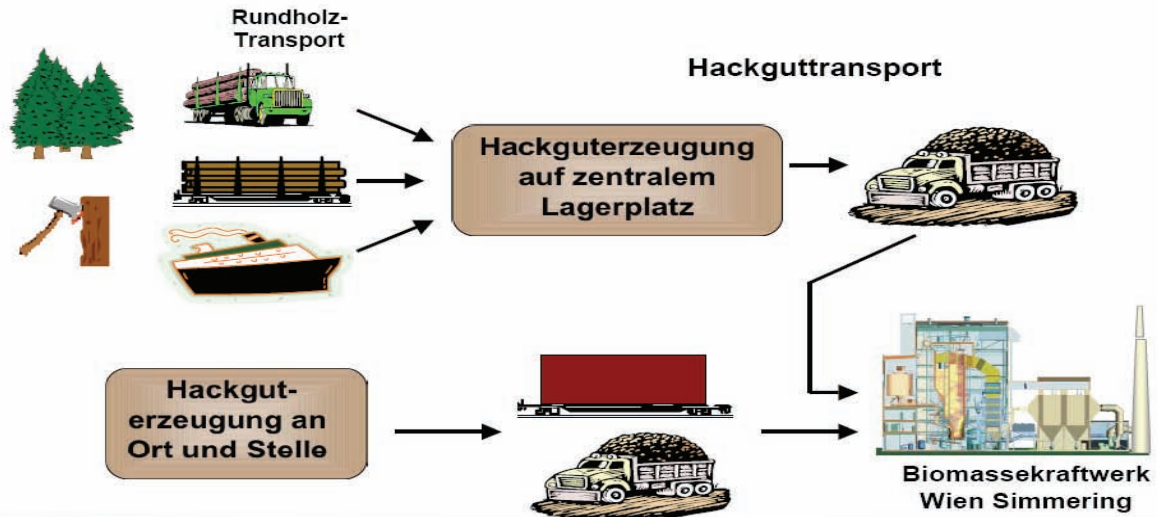 Rundholz-
Transport
Hackguttransport
Hackguterzeugung
auf zentralem
Lagerplatz
Hackgut-
erzeugung an
Ort und Stelle
Biomassekraftwerk
Wien Simmering